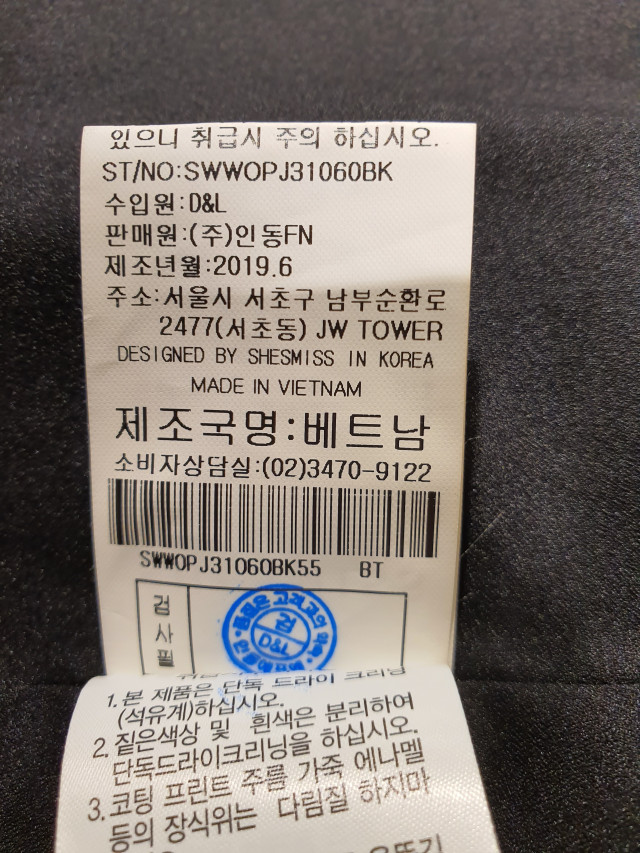 있으니 취급시 주의 하십시오.
ST/NO:SWWOPJ31060BK
수입원:D&L
판매원:(주)인동FN
제조년월:2019.6
주소:서울시 서초구 남부순환로
2477(서초동) JW TOWER
DESIGNED BY SHESMISS IN KOREA
MADE IN VIETNAM
제조국명:베트남
소비자상담실:(02)3470-9122
SWWOPJ31060BK55 BT
검사필
검
D&L
1.본 제품은 단독 드라이 크리닝
(석유계)하십시오.
2.짙은색상 및 흰색은 분리하여
단독드라이크리닝을 하십시오.
3.코팅 프린트 주름 가죽 에나멜
등의 장식위는 다림질 하지마